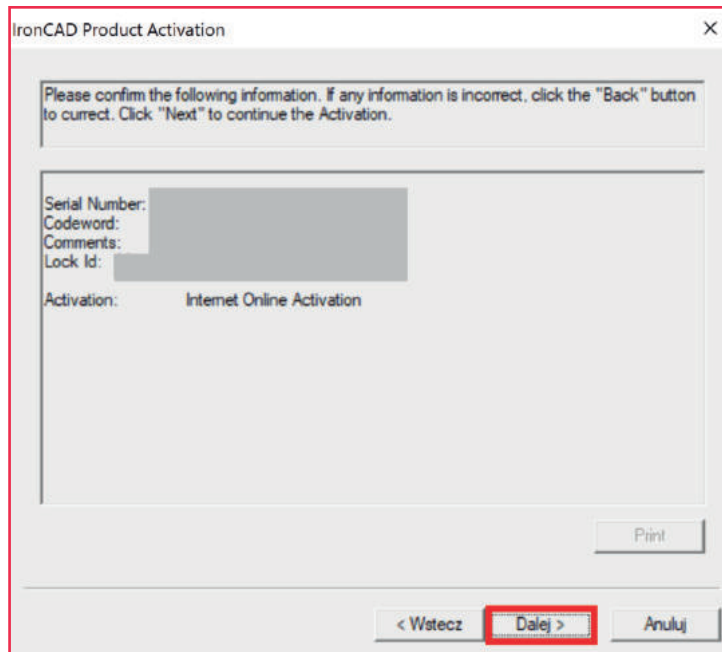 IronCAD Product Activation
Please confirm the following information. If any information is incorrect, click the "Back" button
to currect. Click "Next" to continue the Activation.
Serial Number:
Codeword:
Comments:
Lock Id:
Activation: Internet Online Activation
Print
< Wstecz Dalej > Anuluj